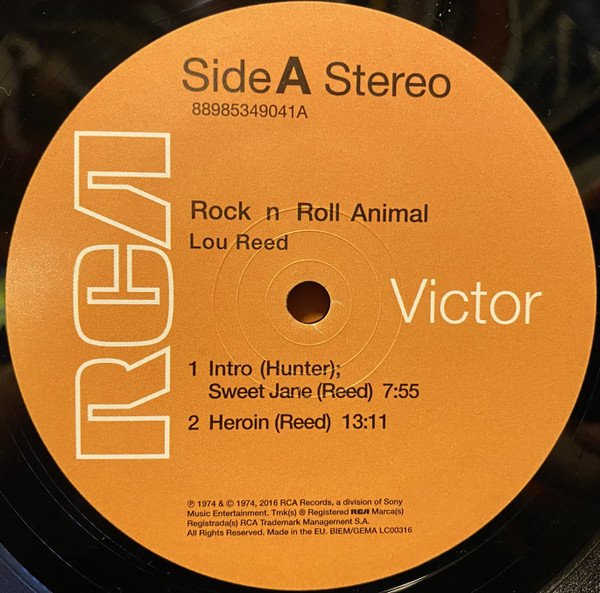 Side A Stereo
88985349041A
RCA
Rock n Roll Animal
Lou Reed
Victor
1 Intro (Hunter);
Sweet Jane (Reed) 7:55
2 Heroin (Reed) 13:11
℗ 1974 & © 1974, 2016 RCA Records, a division of Sony
Music Entertainment. Tmk(s) ® Registered RCA Marca(s)
Registrada(s) RCA Trademark Management S.A.
All Rights Reserved. Made in the EU. BIEM/GEMA LC00316